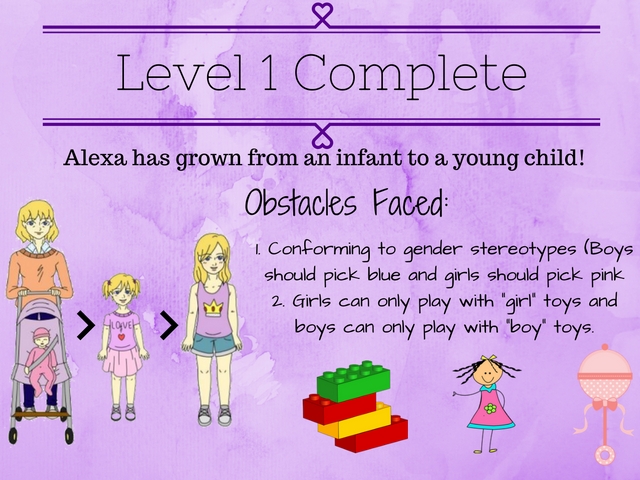 Level 1 Complete
Alexa has grown from an infant to a young child!
Obstacles Faced:
1. Conforming to gender stereotypes (Boys
should pick blue and girls should pick pink
2. Girls can only play with "girl" toys and
boys can only play with "boy" toys.
LOVE